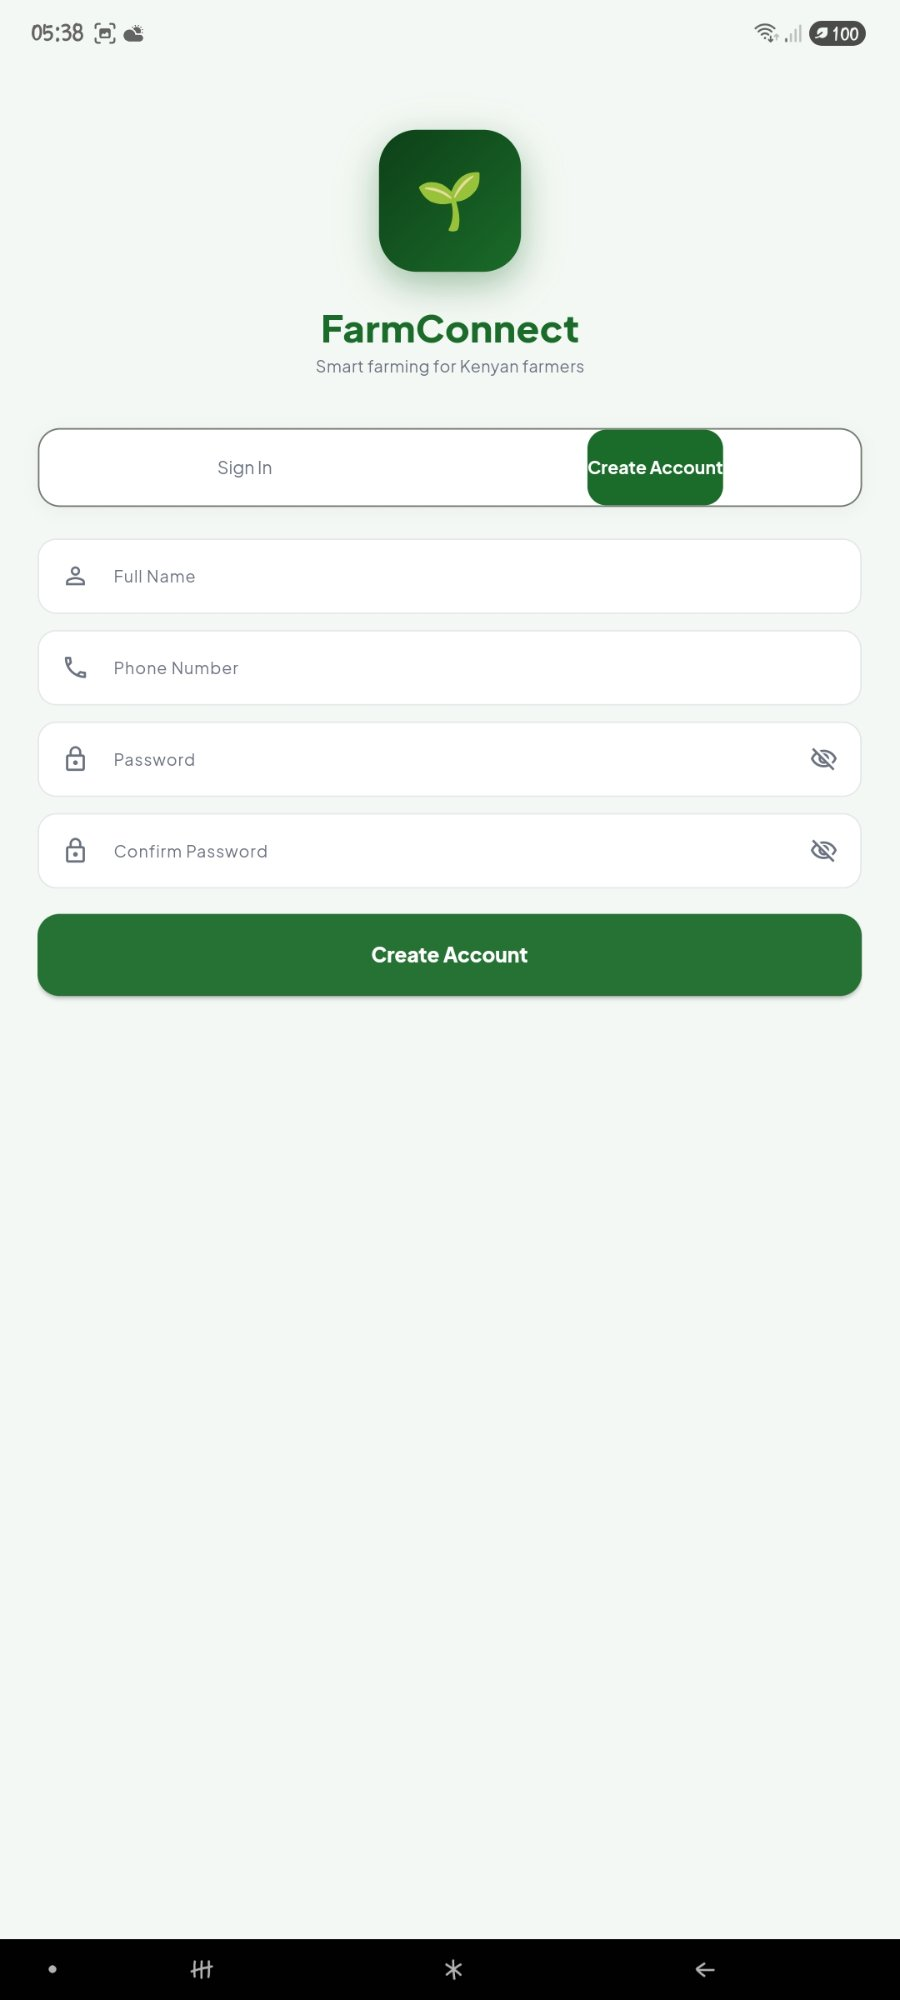 05:38
100
FarmConnect
Smart farming for Kenyan farmers
Sign In
Create Account
Full Name
Phone Number
Password
Confirm Password
Create Account